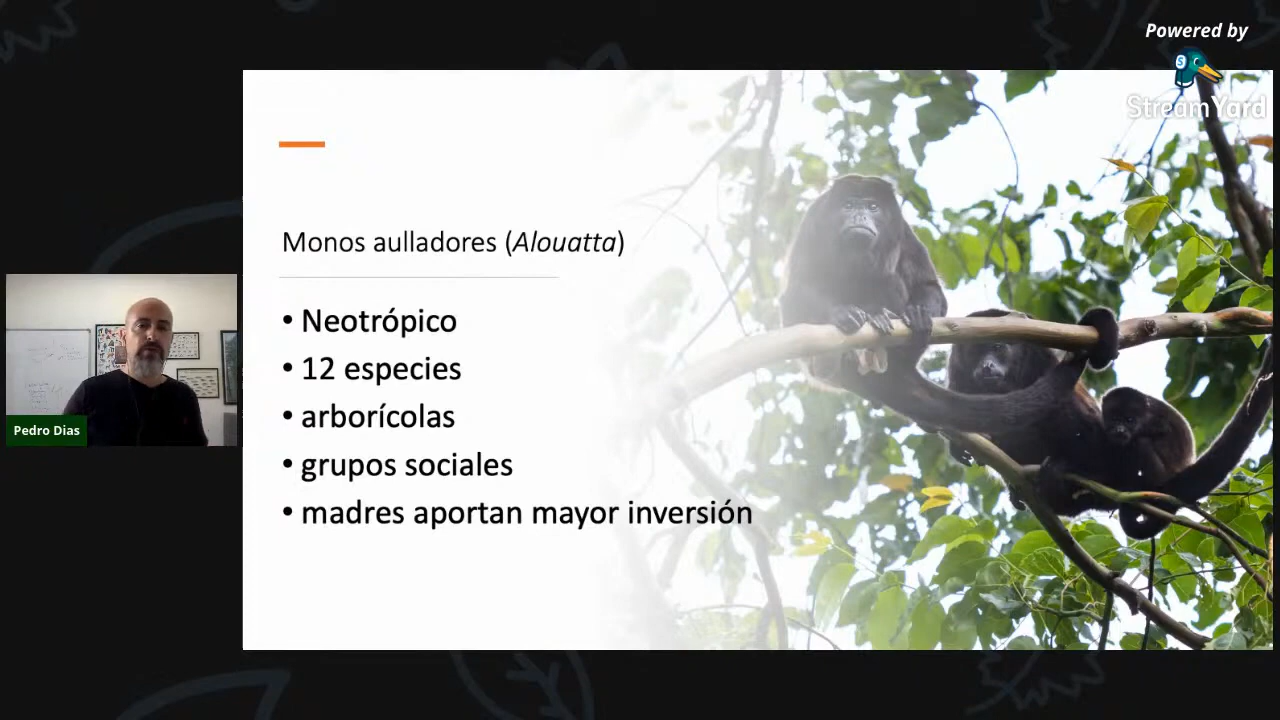 Powered by
StreamYard
Monos aulladores (Alouatta)
• Neotrópico
• 12 especies
• arborícolas
• grupos sociales
• madres aportan mayor inversión
Pedro Dias